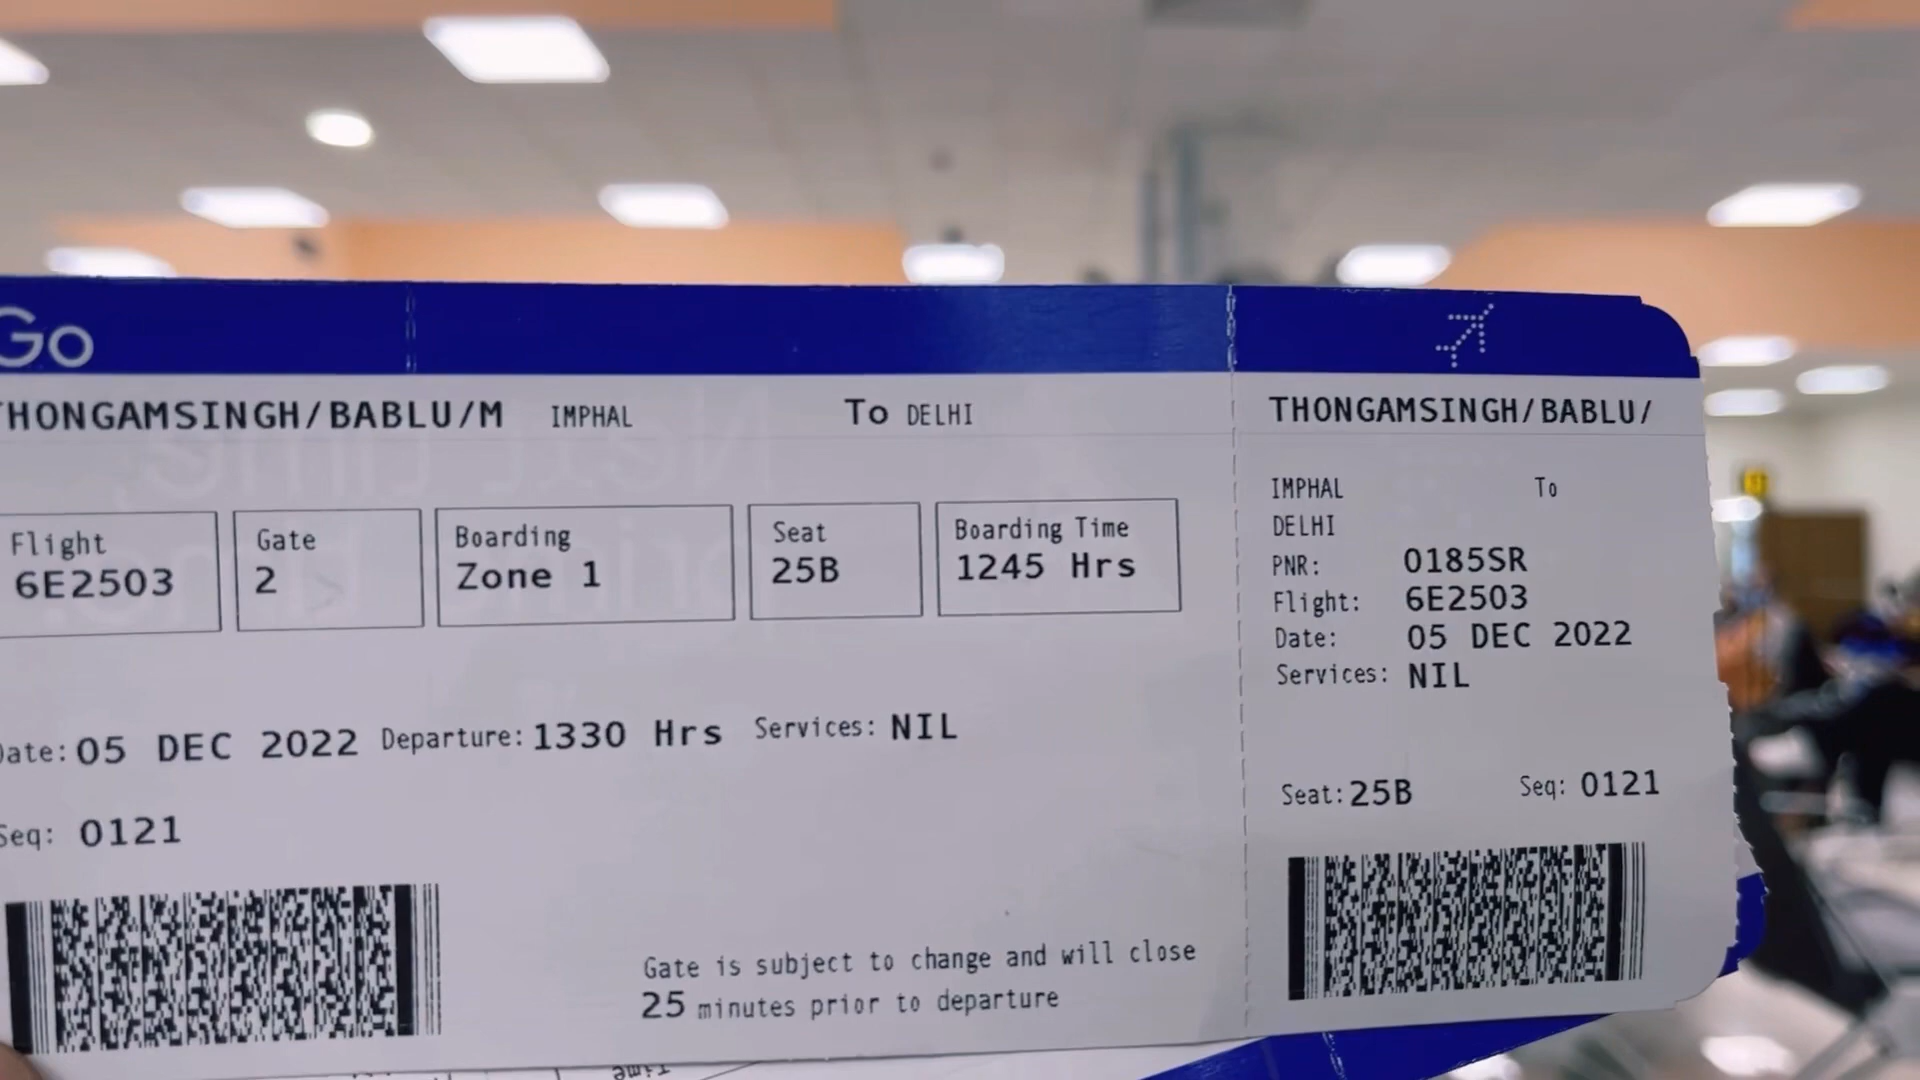 Go
THONGAMSINGH/BABLU/M IMPHAL To DELHI
Flight
6E2503
Gate
2
Boarding
Zone 1
Seat
25B
Boarding Time
1245 Hrs
Date: 05 DEC 2022 Departure: 1330 Hrs Services: NIL
Seq: 0121
Gate is subject to change and will close
25 minutes prior to departure
THONGAMSINGH/BABLU/
IMPHAL To
DELHI
PNR: 0185SR
Flight: 6E2503
Date: 05 DEC 2022
Services: NIL
Seat: 25B Seq: 0121